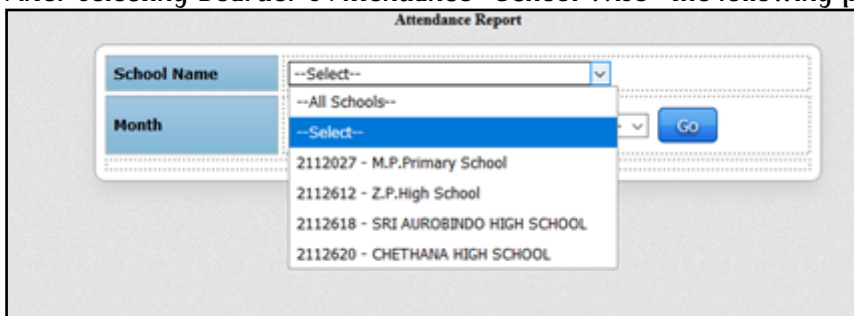 Attendance Report
School Name
--Select--
--All Schools--
Month
--Select--
Go
2112027 - M.P.Primary School
2112612 - Z.P.High School
2112618 - SRI AUROBINDO HIGH SCHOOL
2112620 - CHETHANA HIGH SCHOOL